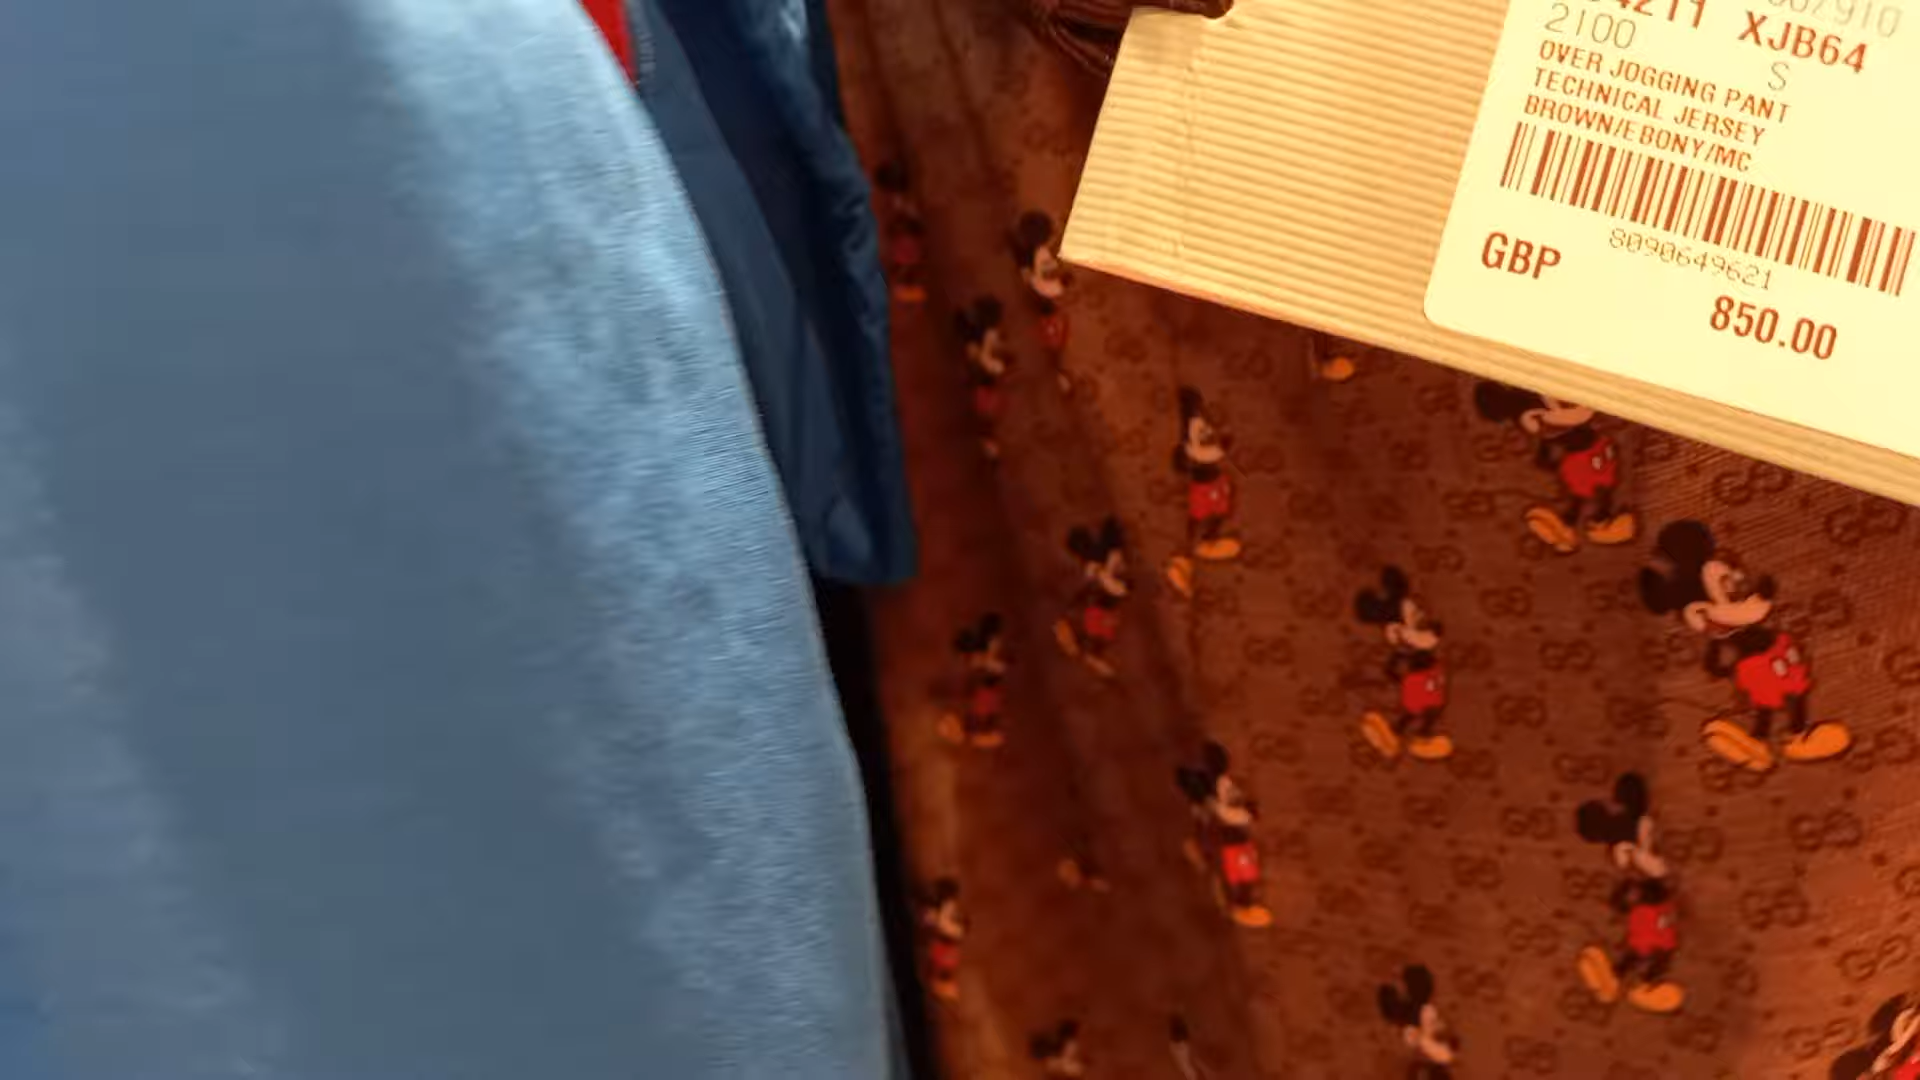 XJB64
2100
S
OVER JOGGING PANT
TECHNICAL JERSEY
BROWN/EBONY/MC
8090649621
GBP
850.00